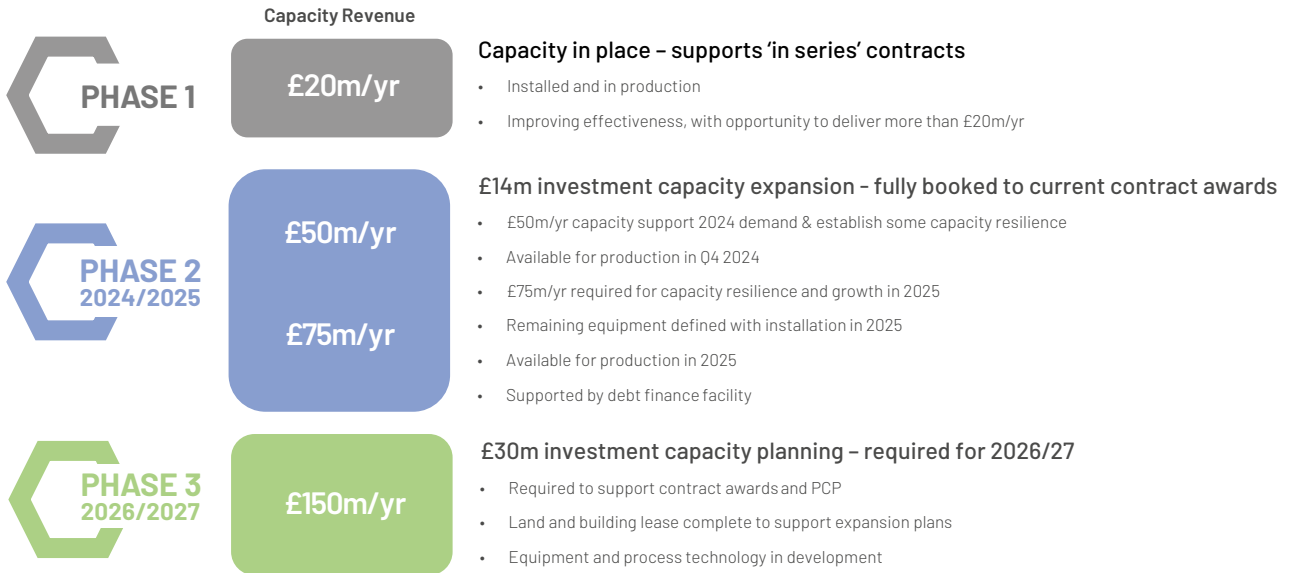 Capacity Revenue
PHASE 1
£20m/yr
Capacity in place – supports ‘in series’ contracts
• Installed and in production
• Improving effectiveness, with opportunity to deliver more than £20m/yr
PHASE 2
2024/2025
£50m/yr
£75m/yr
£14m investment capacity expansion - fully booked to current contract awards
• £50m/yr capacity support 2024 demand & establish some capacity resilience
• Available for production in Q4 2024
• £75m/yr required for capacity resilience and growth in 2025
• Remaining equipment defined with installation in 2025
• Available for production in 2025
• Supported by debt finance facility
PHASE 3
2026/2027
£150m/yr
£30m investment capacity planning – required for 2026/27
• Required to support contract awards and PCP
• Land and building lease complete to support expansion plans
• Equipment and process technology in development